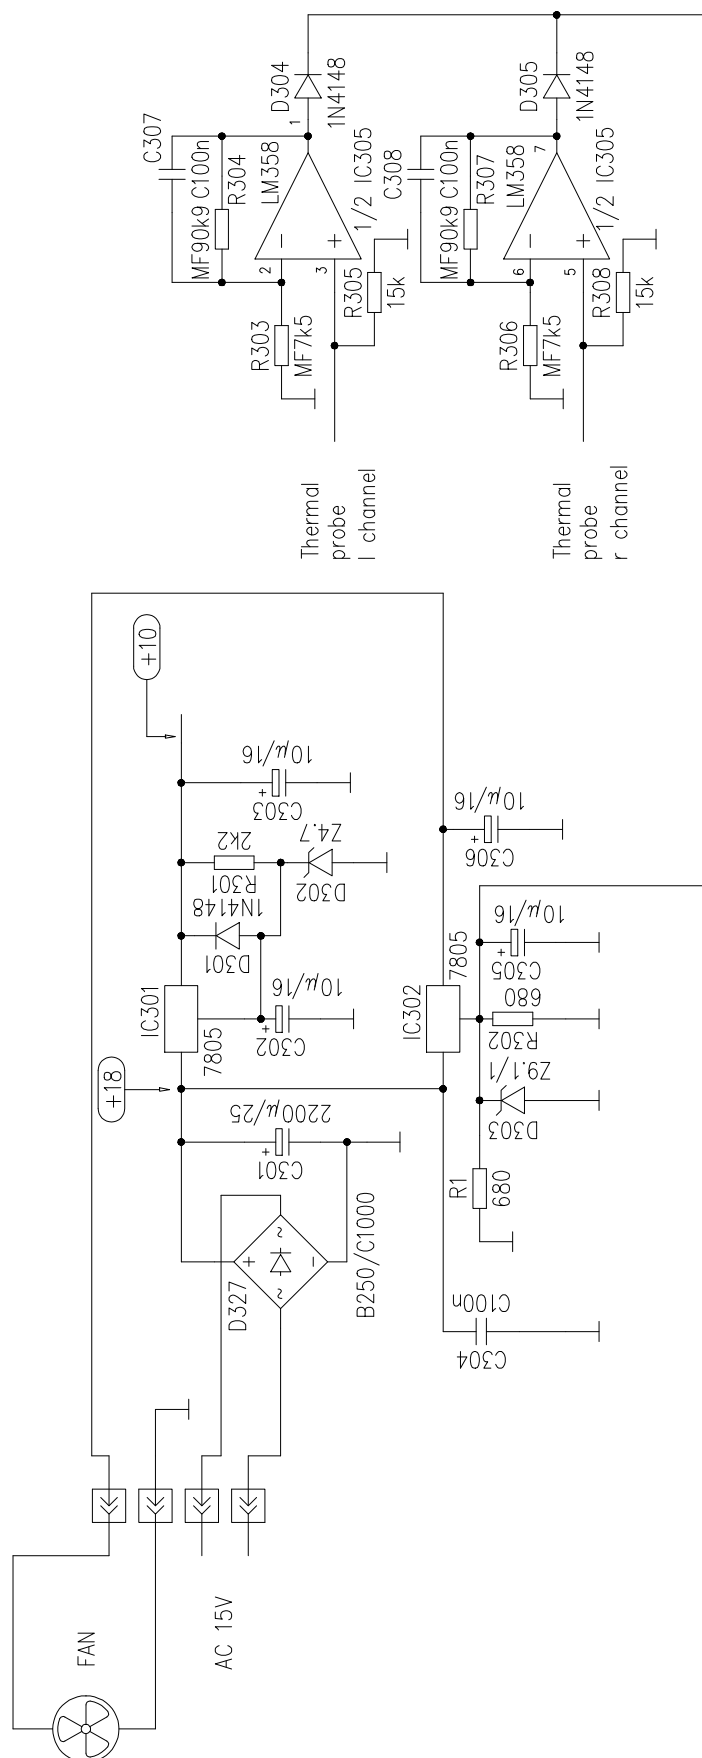 FAN
AC 15V
D327
B250/C1000
+
-
~
~
+18
C301
2200µ/25
+
IC301
7805
C302
10µ/16
+
D301
1N4148
R301
2k2
D302
Z4.7
C303
10µ/16
+
+10
C304
C100n
R1
680
D303
Z9.1/1
R302
680
IC302
7805
C305
10µ/16
+
C306
10µ/16
+
Thermal
probe
l channel
R303
MF7k5
R305
15k
C307
C100n
R304
MF90k9
LM358
1/2 IC305
2
3
1
-
+
D304
1N4148
Thermal
probe
r channel
R306
MF7k5
R308
15k
C308
C100n
R307
MF90k9
LM358
1/2 IC305
6
5
7
-
+
D305
1N4148